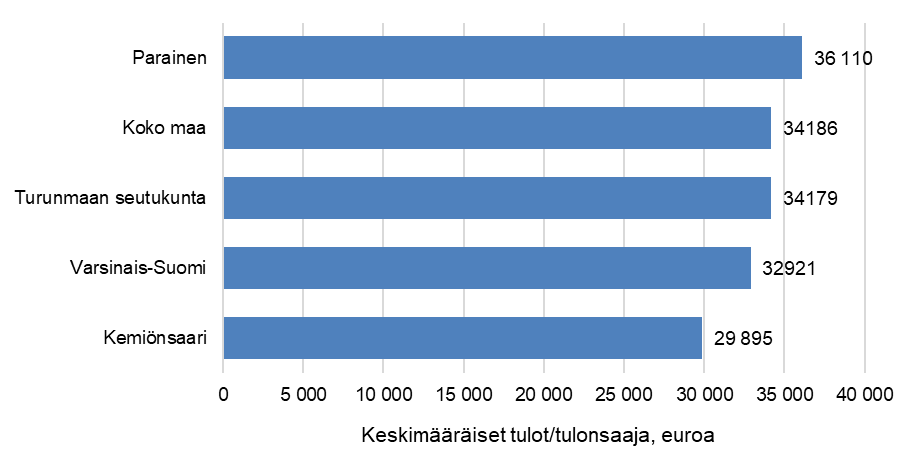 Parainen 36 110
Koko maa 34186
Turunmaan seutukunta 34179
Varsinais-Suomi 32921
Kemiönsaari 29 895
0 5 000 10 000 15 000 20 000 25 000 30 000 35 000 40 000
Keskimääräiset tulot/tulonsaaja, euroa